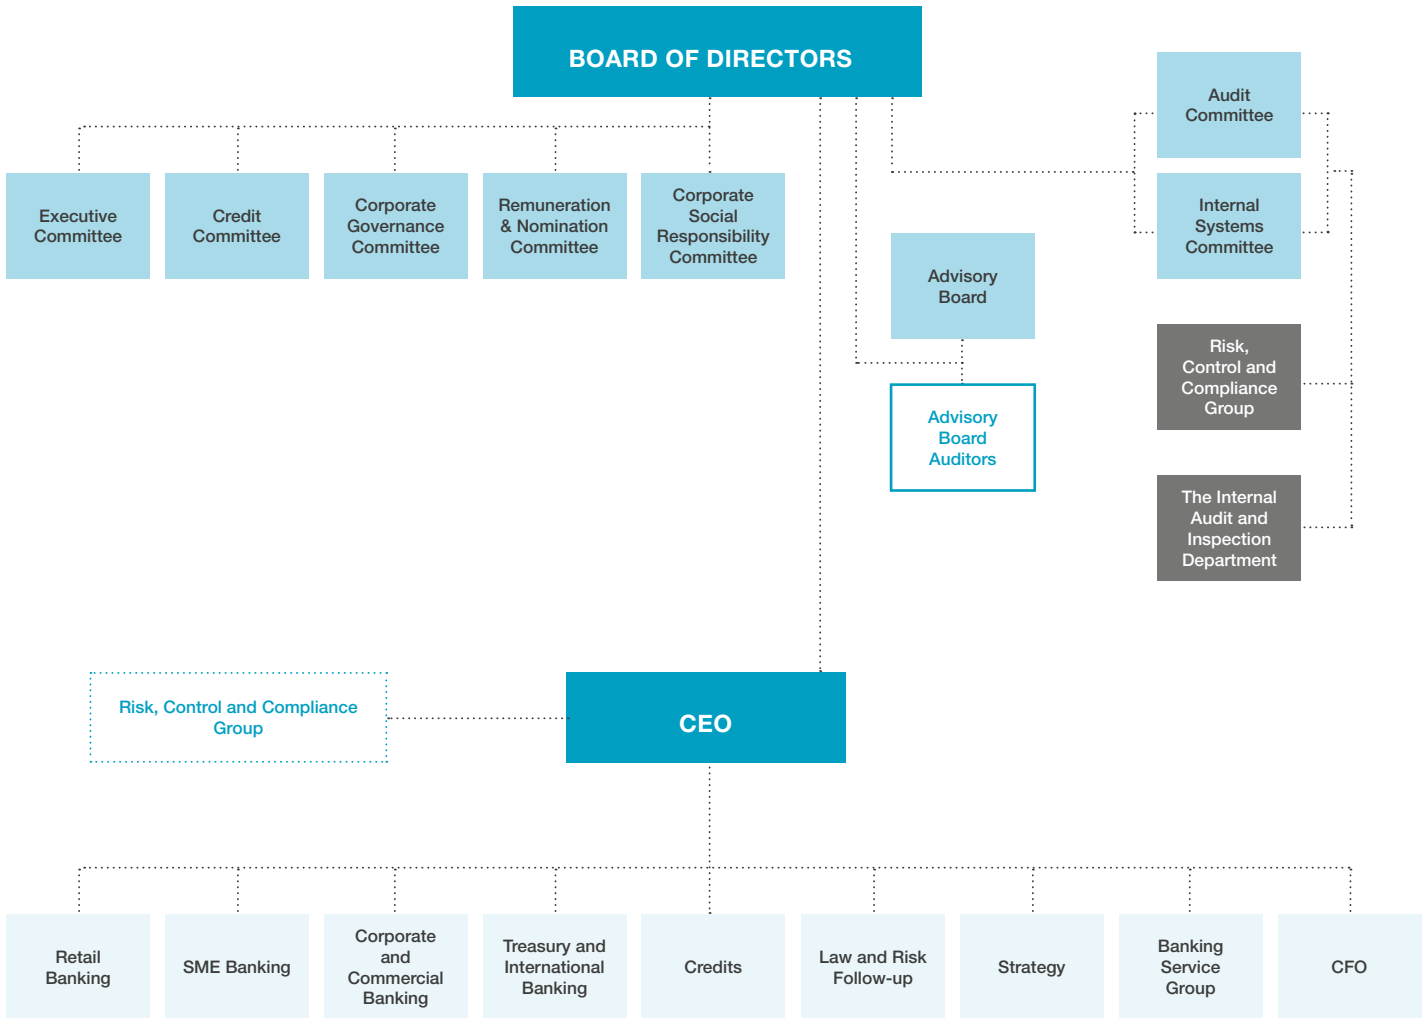 BOARD OF DIRECTORS
Audit
Committee
Executive
Committee
Credit
Committee
Corporate
Governance
Committee
Remuneration
& Nomination
Committee
Corporate
Social
Responsibility
Committee
Internal
Systems
Committee
Advisory
Board
Risk,
Control and
Compliance
Group
Advisory
Board
Auditors
The Internal
Audit and
Inspection
Department
Risk, Control and Compliance
Group
CEO
Retail
Banking
SME Banking
Corporate
and
Commercial
Banking
Treasury and
International
Banking
Credits
Law and Risk
Follow-up
Strategy
Banking
Service
Group
CFO